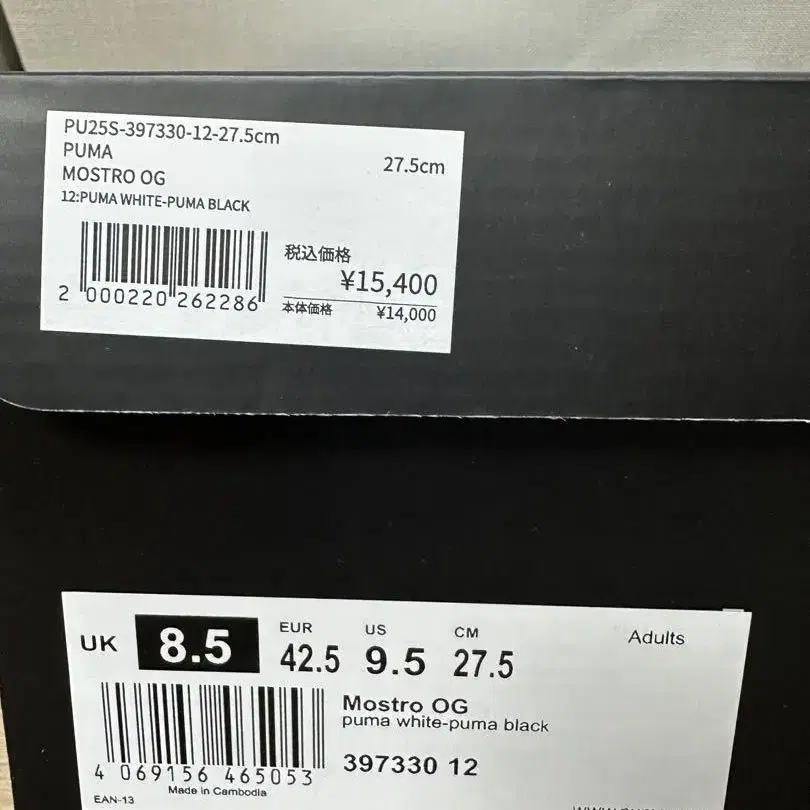 PU25S-397330-12-27.5cm
PUMA
27.5cm
MOSTRO OG
12:PUMA WHITE-PUMA BLACK
税込価格
¥15,400
2 000220 262286
本体価格 ¥14,000
UK 8.5 EUR 42.5 US 9.5 CM 27.5 Adults
Mostro OG
puma white-puma black
397330 12
4 069156 465053
Made in Cambodia
EAN-13